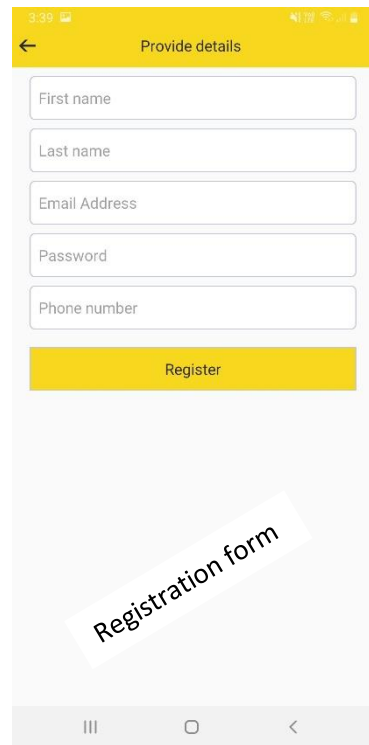 3:39
Provide details
First name
Last name
Email Address
Password
Phone number
Register
Registration form